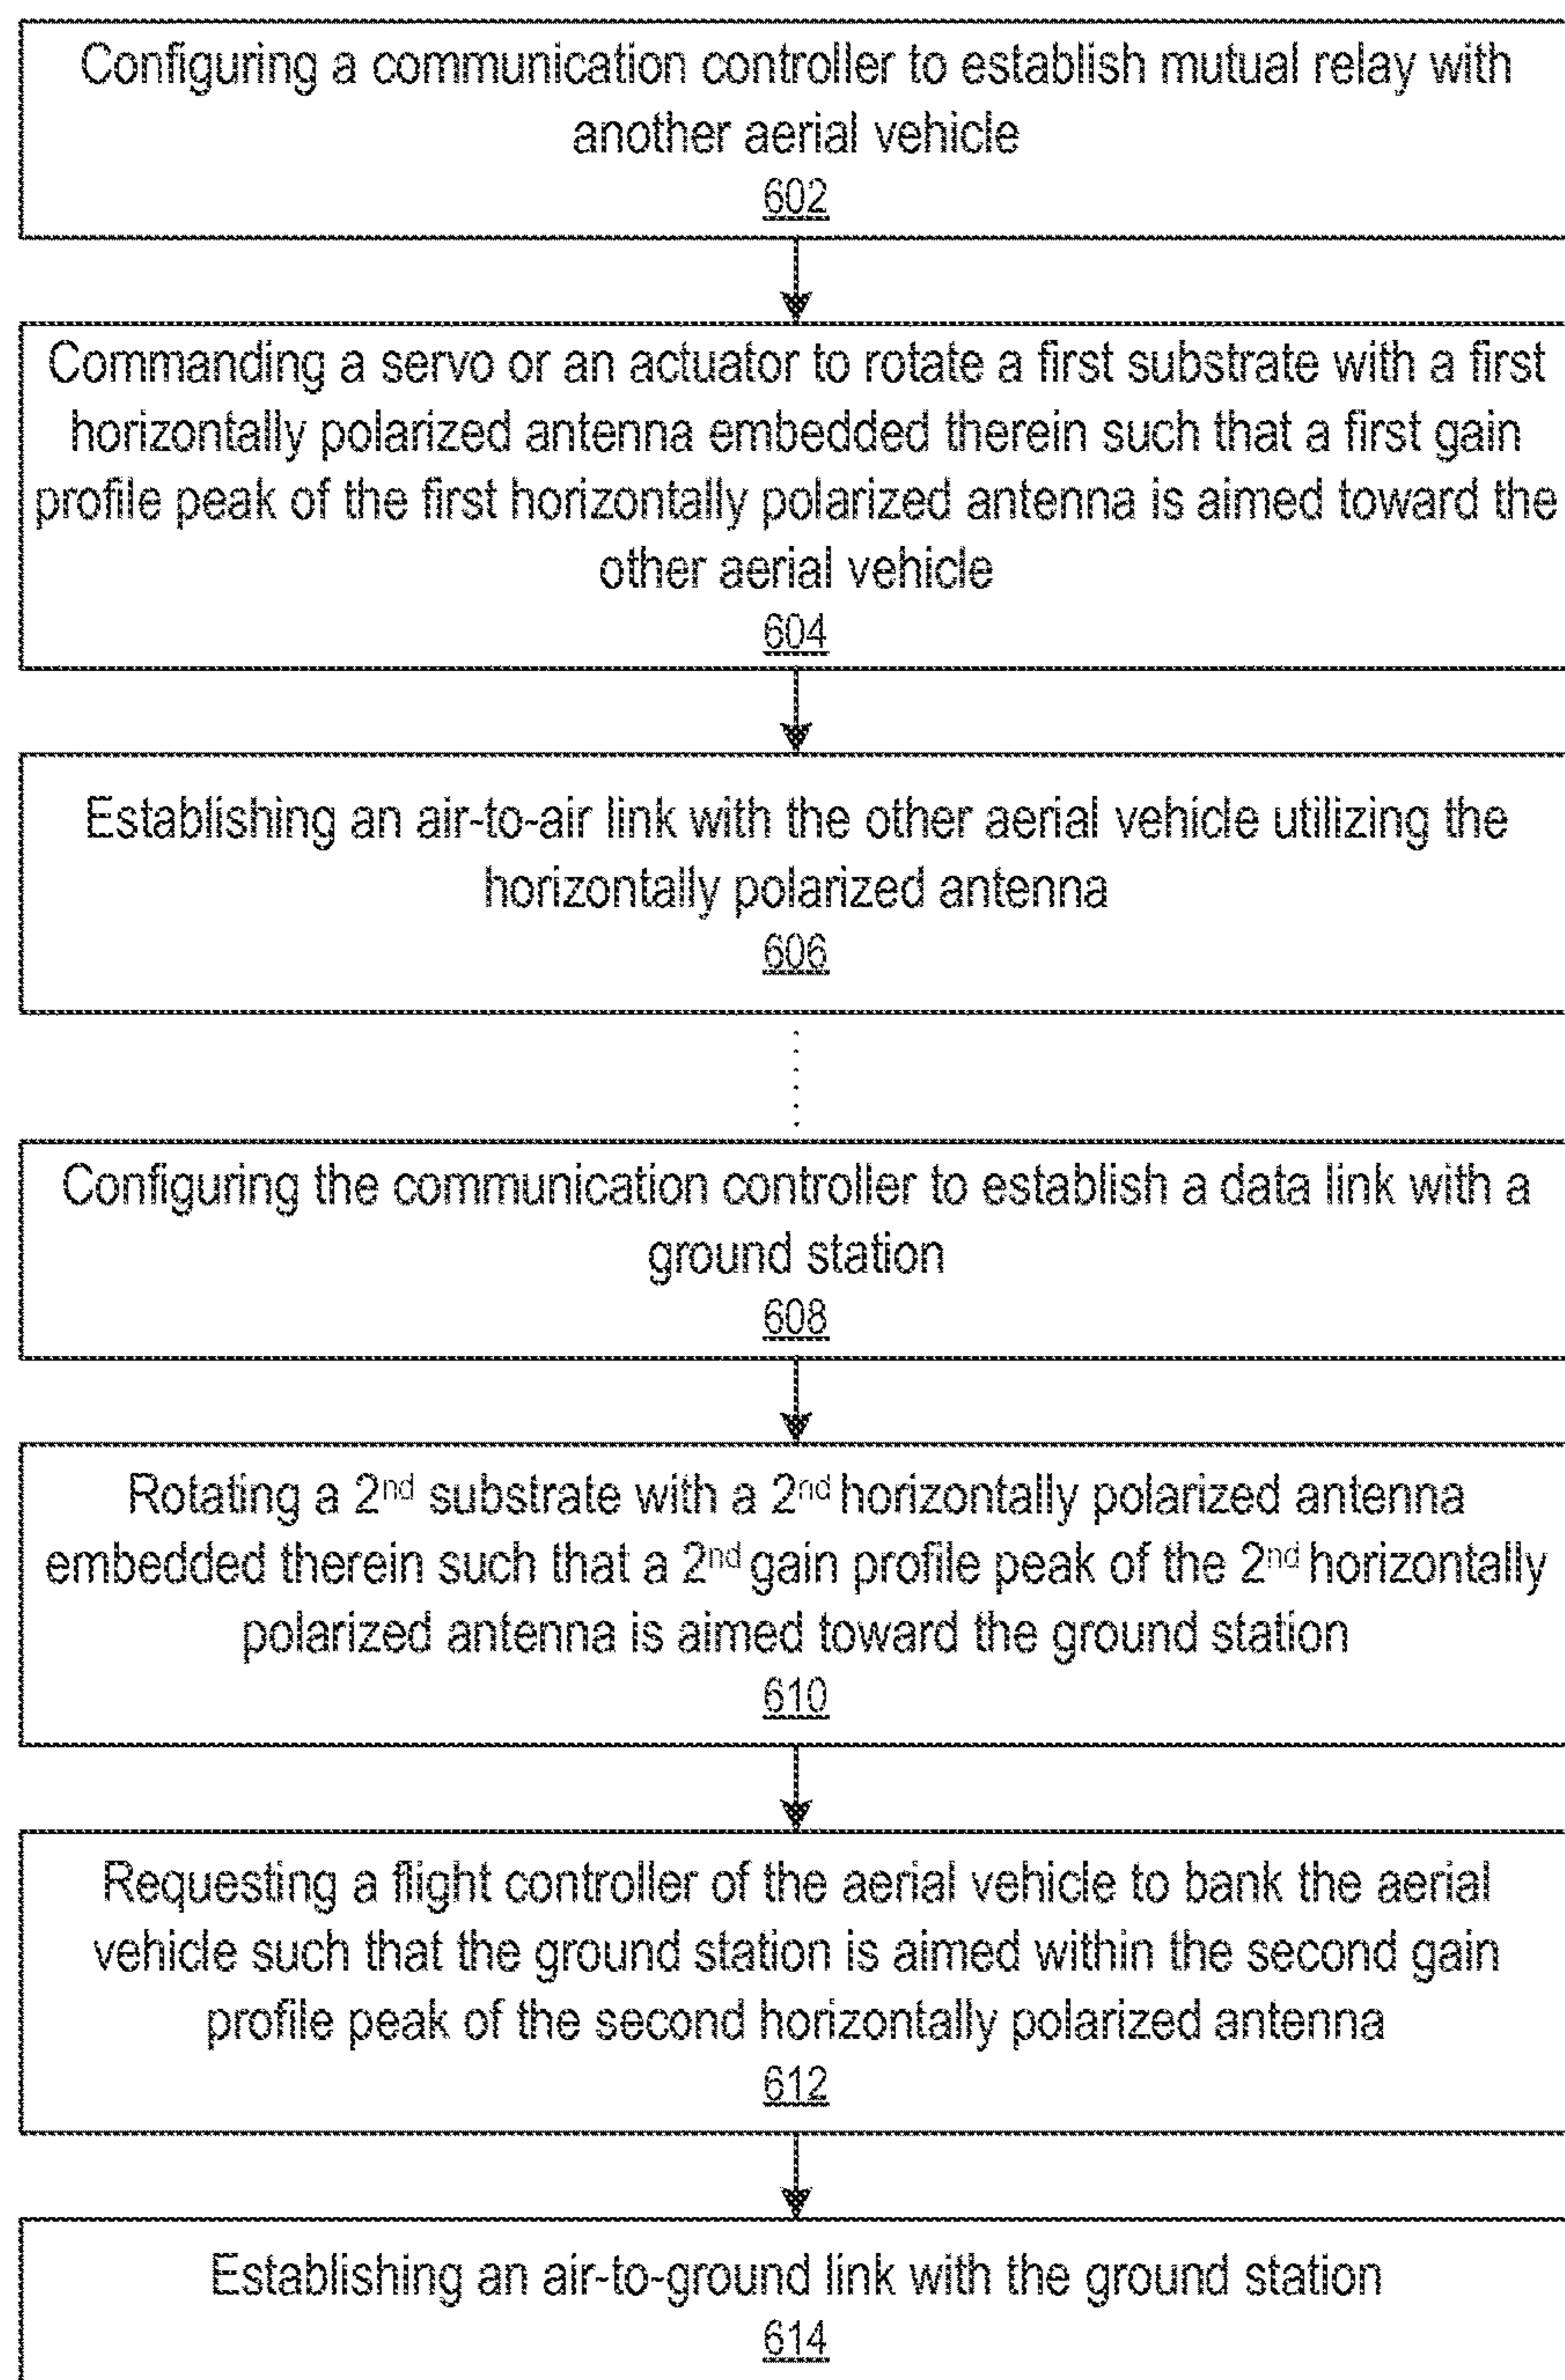 Configuring a communication controller to establish mutual relay with
another aerial vehicle
602
Commanding a servo or an actuator to rotate a first substrate with a first
horizontally polarized antenna embedded therein such that a first gain
profile peak of the first horizontally polarized antenna is aimed toward the
other aerial vehicle
604
Establishing an air-to-air link with the other aerial vehicle utilizing the
horizontally polarized antenna
606
Configuring the communication controller to establish a data link with a
ground station
608
Rotating a 2nd substrate with a 2nd horizontally polarized antenna
embedded therein such that a 2nd gain profile peak of the 2nd horizontally
polarized antenna is aimed toward the ground station
610
Requesting a flight controller of the aerial vehicle to bank the aerial
vehicle such that the ground station is aimed within the second gain
profile peak of the second horizontally polarized antenna
612
Establishing an air-to-ground link with the ground station
614